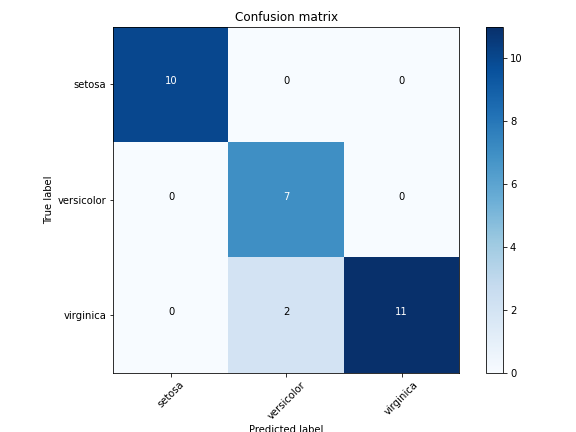 Confusion matrix
setosa 10 0 0
versicolor 0 7 0
virginica 0 2 11
setosa versicolor virginica
True label
Predicted label
10
8
6
4
2
0